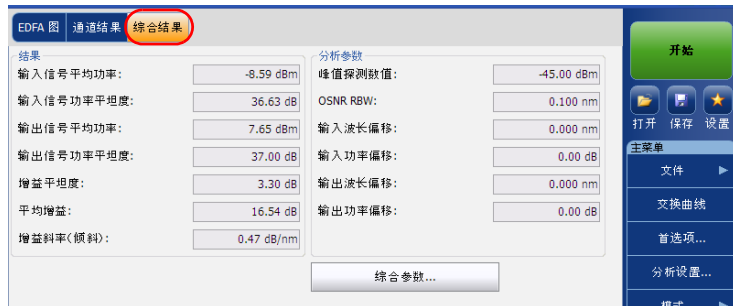 EDFA 图 通道结果 综合结果
结果
输入信号平均功率: -8.59 dBm
输入信号功率平坦度: 36.63 dB
输出信号平均功率: 7.65 dBm
输出信号功率平坦度: 37.00 dB
增益平坦度: 3.30 dB
平均增益: 16.54 dB
增益斜率(倾斜): 0.47 dB/nm
分析参数
峰值探测数值: -45.00 dBm
OSNR RBW: 0.100 nm
输入波长偏移: 0.000 nm
输入功率偏移: 0.00 dB
输出波长偏移: 0.000 nm
输出功率偏移: 0.00 dB
综合参数...
开始
打开 保存 设置
主菜单
文件
交换曲线
首选项...
分析设置...
模式